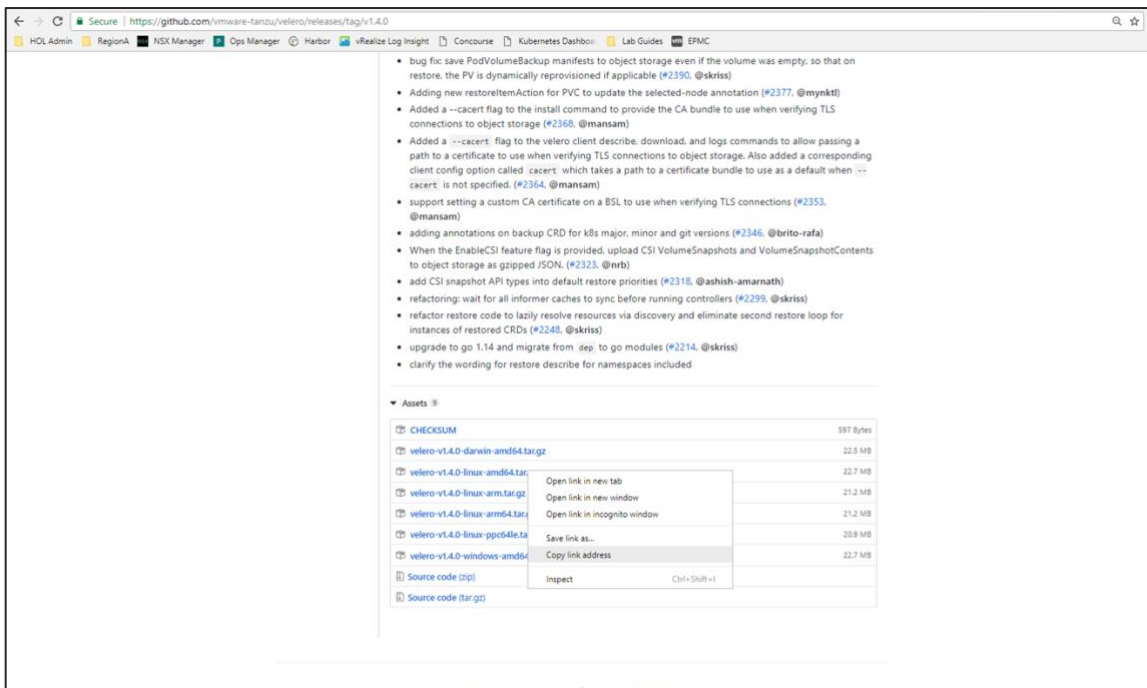 Secure | https://github.com/vmware-tanzu/velero/releases/tag/v1.4.0
HOL Admin RegionA NSX Manager Ops Manager Harbor vRealize Log Insight Concourse Kubernetes Dashbo Lab Guides EPMC
• bug fix: save PodVolumeBackup manifests to object storage even if the volume was empty, so that on
restore, the PV is dynamically reprovisioned if applicable (#2390, @skriss)
• Adding new restoreItemAction for PVC to update the selected-node annotation (#2377, @mynktl)
• Added a --cacert flag to the install command to provide the CA bundle to use when verifying TLS
connections to object storage (#2368, @mansam)
• Added a --cacert flag to the velero client describe, download, and logs commands to allow passing a
path to a certificate to use when verifying TLS connections to object storage. Also added a corresponding
client config option called cacert which takes a path to a certificate bundle to use as a default when --
cacert is not specified. (#2364, @mansam)
• support setting a custom CA certificate on a BSL to use when verifying TLS connections (#2353,
@mansam)
• adding annotations on backup CRD for k8s major, minor and git versions (#2346, @brito-rafa)
• When the EnableCSI feature flag is provided, upload CSI VolumeSnapshots and VolumeSnapshotContents
to object storage as gzipped JSON. (#2323, @nrb)
• add CSI snapshot API types into default restore priorities (#2318, @ashish-amarnath)
• refactoring: wait for all informer caches to sync before running controllers (#2299, @skriss)
• refactor restore code to lazily resolve resources via discovery and eliminate second restore loop for
instances of restored CRDs (#2248, @skriss)
• upgrade to go 1.14 and migrate from dep to go modules (#2214, @skriss)
• clarify the wording for restore describe for namespaces included
Assets 9
CHECKSUM 597 Bytes
velero-v1.4.0-darwin-amd64.tar.gz 22.5 MB
velero-v1.4.0-linux-amd64.tar. 22.7 MB
velero-v1.4.0-linux-arm.tar.gz 21.2 MB
velero-v1.4.0-linux-arm64.tar. 21.2 MB
velero-v1.4.0-linux-ppc64le.ta 20.9 MB
velero-v1.4.0-windows-amd64 22.7 MB
Source code (zip)
Source code (tar.gz)
Open link in new tab
Open link in new window
Open link in incognito window
Save link as...
Copy link address
Inspect Ctrl+Shift+I